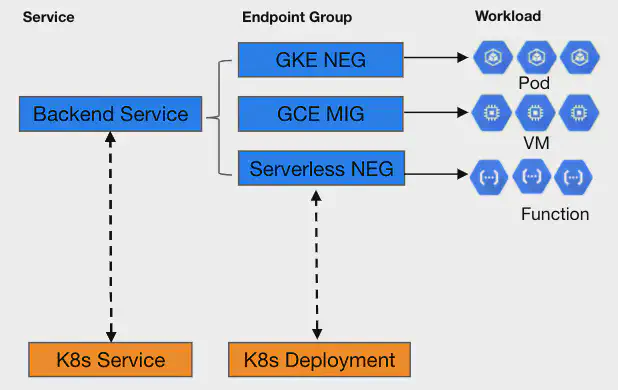 Service
Endpoint Group
Workload
GKE NEG
Pod
Backend Service
GCE MIG
VM
Serverless NEG
Function
K8s Service
K8s Deployment